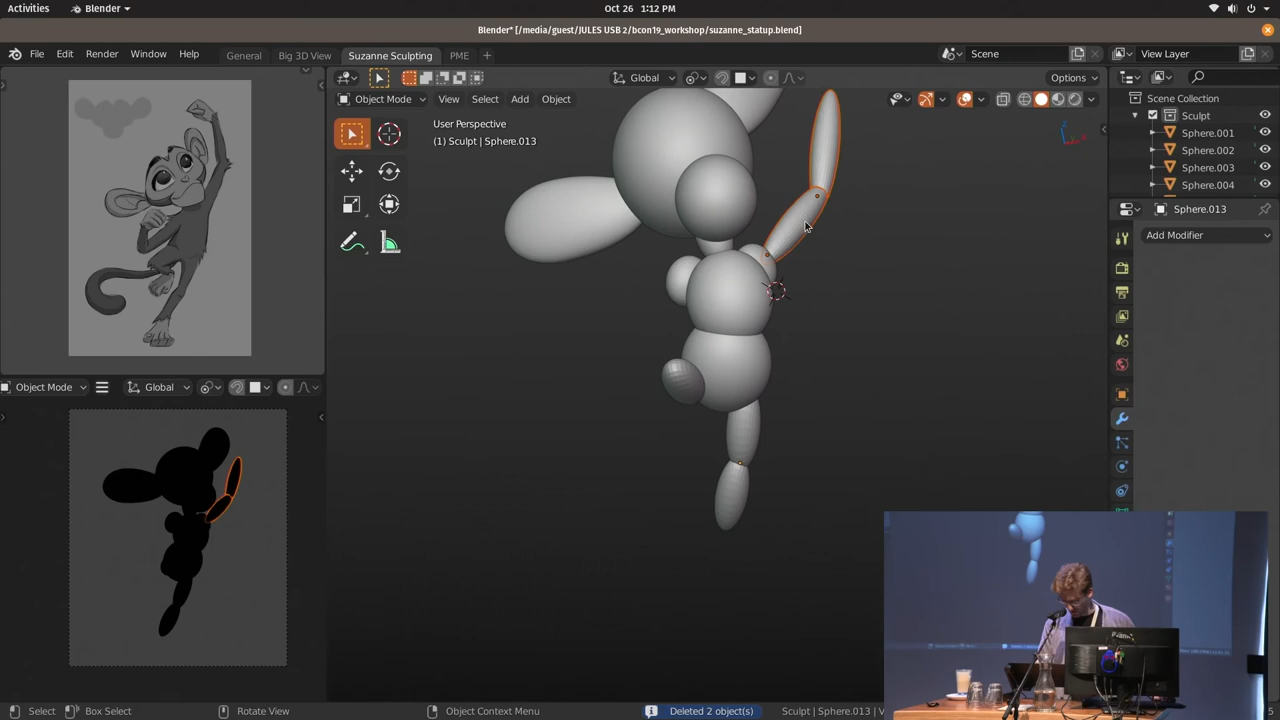 Activities
Blender
Oct 26 1:12 PM
Blender* [/media/guest/JULES USB 2/bcon19_workshop/suzanne_statup.blend]
File Edit Render Window Help
General Big 3D View Suzanne Sculpting PME +
Scene
View Layer
Global
Options
Object Mode View Select Add Object
User Perspective
(1) Sculpt | Sphere.013
Z
Scene Collection
Sculpt
Sphere.001
Sphere.002
Sphere.003
Sphere.004
Sphere.013
Add Modifier
Object Mode
Global
Select
Box Select
Rotate View
Object Context Menu
Deleted 2 object(s)
Sculpt | Sphere.013 | V